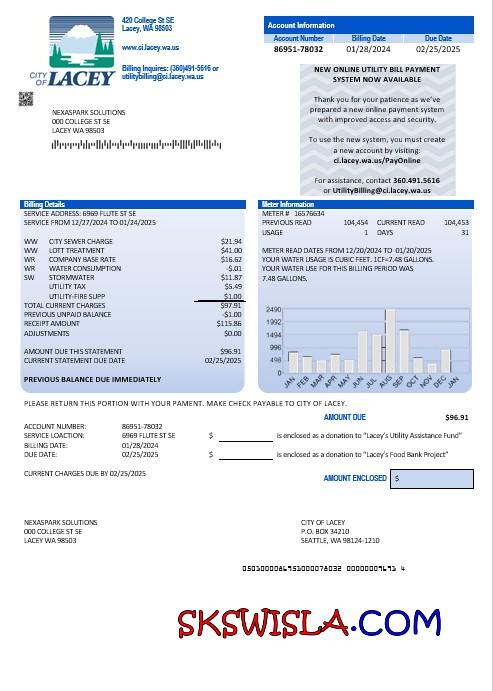 420 College St SE
Lacey, WA 98503
www.ci.lacey.wa.us
Billing Inquires: (360)491-5616 or
utilitybilling@ci.lacey.wa.us
CITY OF LACEY
Account Information
Account Number Billing Date Due Date
86951-78032 01/28/2024 02/25/2025
NEW ONLINE UTILITY BILL PAYMENT
SYSTEM NOW AVAILABLE
Thank you for your patience as we've
prepared a new online payment system
with improved access and security.
To use the new system, you must create
a new account by visiting:
ci.lacey.wa.us/PayOnline
For assistance, contact 360.491.5616
or UtilityBilling@ci.lacey.wa.us
NEXASPARK SOLUTIONS
000 COLLEGE ST SE
LACEY WA 98503
Billing Details
SERVICE ADDRESS: 6969 FLUTE ST SE
SERVICE FROM 12/27/2024 TO 01/24/2025
WW CITY SEWER CHARGE $21.94
WW LOTT TREATMENT $41.00
WR COMPANY BASE RATE $16.62
WR WATER CONSUMPTION -$.01
SW STORMWATER $11.87
UTILITY TAX $5.49
UTILITY-FIRE SUPP $1.00
TOTAL CURRENT CHARGES $97.91
PREVIOUS UNPAID BALANCE -$1.00
RECEIPT AMOUNT $115.86
ADJUSTMENTS $0.00
AMOUNT DUE THIS STATEMENT $96.91
CURRENT STATEMENT DUE DATE 02/25/2025
PREVIOUS BALANCE DUE IMMEDIATELY
Meter Information
METER # 16576634
PREVIOUS READ 104,454 CURRENT READ 104,453
USAGE 1 DAYS 31
METER READ DATES FROM 12/20/2024 TO 01/20/2025
YOUR WATER USAGE IS CUBIC FEET. 1CF=7.48 GALLONS.
YOUR WATER USE FOR THIS BILLING PERIOD WAS
7.48 GALLONS.
2490
1992
1494
996
498
0
JAN FEB MAR APR MAY JUN JUL AUG SEP OCT NOV DEC JAN
PLEASE RETURN THIS PORTION WITH YOUR PAMENT. MAKE CHECK PAYABLE TO CITY OF LACEY.
AMOUNT DUE $96.91
ACCOUNT NUMBER: 86951-78032
SERVICE LOACTION: 6969 FLUTE ST SE $ is enclosed as a donation to "Lacey's Utility Assistance Fund"
BILLING DATE: 01/28/2024
DUE DATE: 02/25/2025 $ is enclosed as a donation to "Lacey's Food Bank Project"
CURRENT CHARGES DUE BY 02/25/2025
AMOUNT ENCLOSED $
NEXASPARK SOLUTIONS
000 COLLEGE ST SE
LACEY WA 98503
CITY OF LACEY
P.O BOX 34210
SEATTLE, WA 98124-1210
SKSWISLA.COM